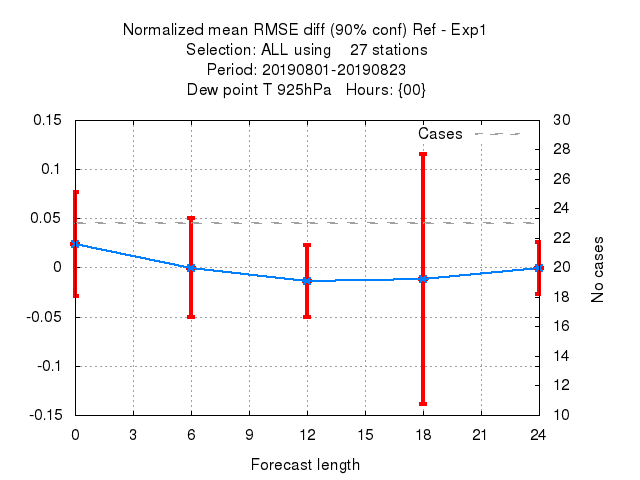 Normalized mean RMSE diff (90% conf) Ref - Exp1
Selection: ALL using    27 stations
Period: 20190801-20190823
Dew point T 925hPa   Hours: {00}
Cases
0.15
0.1
0.05
0
-0.05
-0.1
-0.15
30
28
26
24
22
20
18
16
14
12
10
No cases
0 3 6 9 12 15 18 21 24
Forecast length